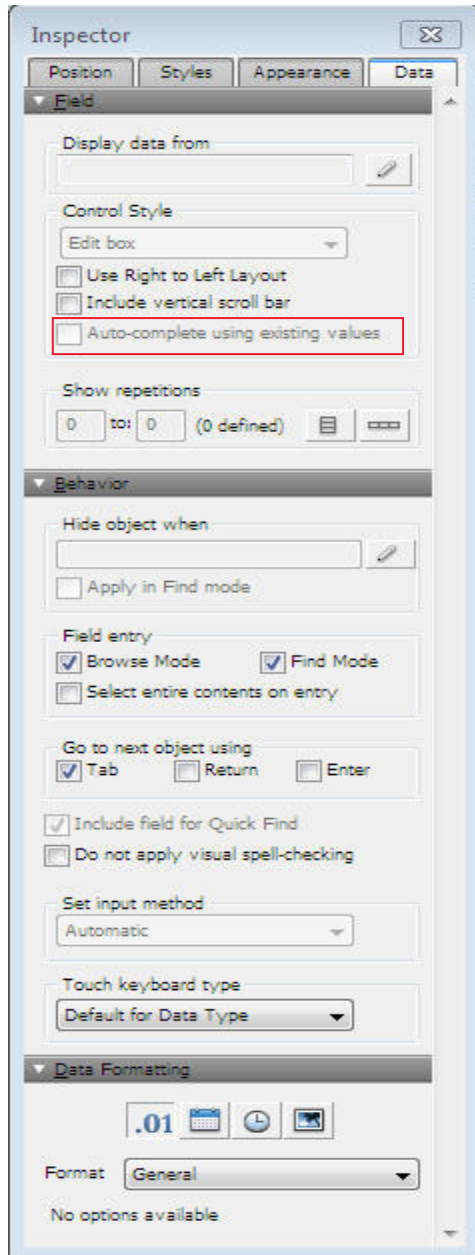 Inspector
Position Styles Appearance Data
Field
Display data from
Control Style
Edit box
Use Right to Left Layout
Include vertical scroll bar
Auto-complete using existing values
Show repetitions
0 to: 0 (0 defined)
Behavior
Hide object when
Apply in Find mode
Field entry
Browse Mode Find Mode
Select entire contents on entry
Go to next object using
Tab Return Enter
Include field for Quick Find
Do not apply visual spell-checking
Set input method
Automatic
Touch keyboard type
Default for Data Type
Data Formatting
.01
Format General
No options available